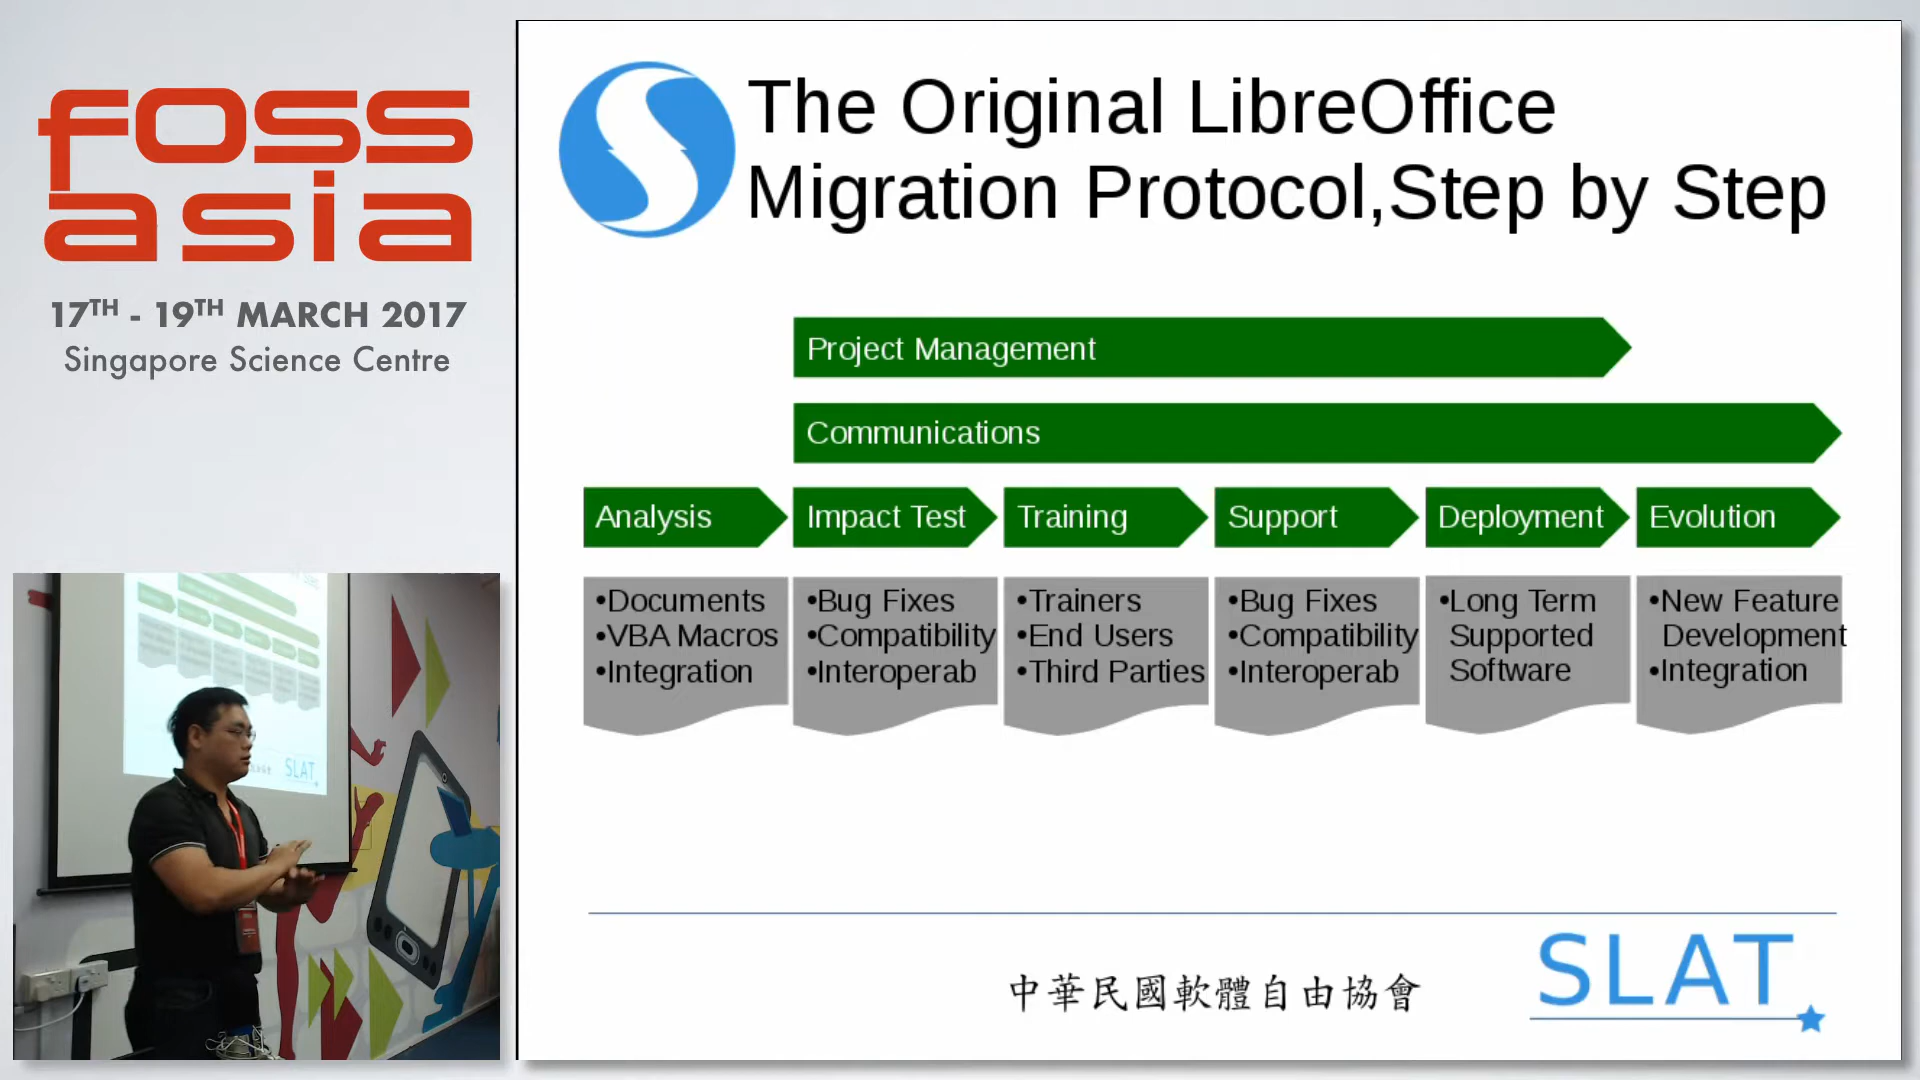 foss
asia
17TH - 19TH MARCH 2017
Singapore Science Centre
The Original LibreOffice
Migration Protocol,Step by Step
Project Management
Communications
Analysis
Impact Test
Training
Support
Deployment
Evolution
•Documents
•VBA Macros
•Integration
•Bug Fixes
•Compatibility
•Interoperab
•Trainers
•End Users
•Third Parties
•Bug Fixes
•Compatibility
•Interoperab
•Long Term
Supported
Software
•New Feature
Development
•Integration
中華民國軟體自由協會
SLAT
SLAT